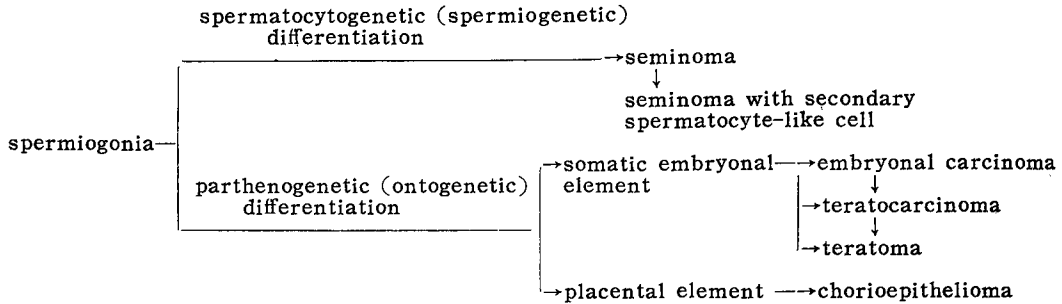 spermatocytogenetic (spermiogenetic)
differentiation
→seminoma
↓
seminoma with secondary
spermatocyte-like cell
spermiogonia
parthenogenetic (ontogenetic)
differentiation
→somatic embryonal
element
→embryonal carcinoma
↓
→teratocarcinoma
↓
→teratoma
→placental element
→chorioepithelioma